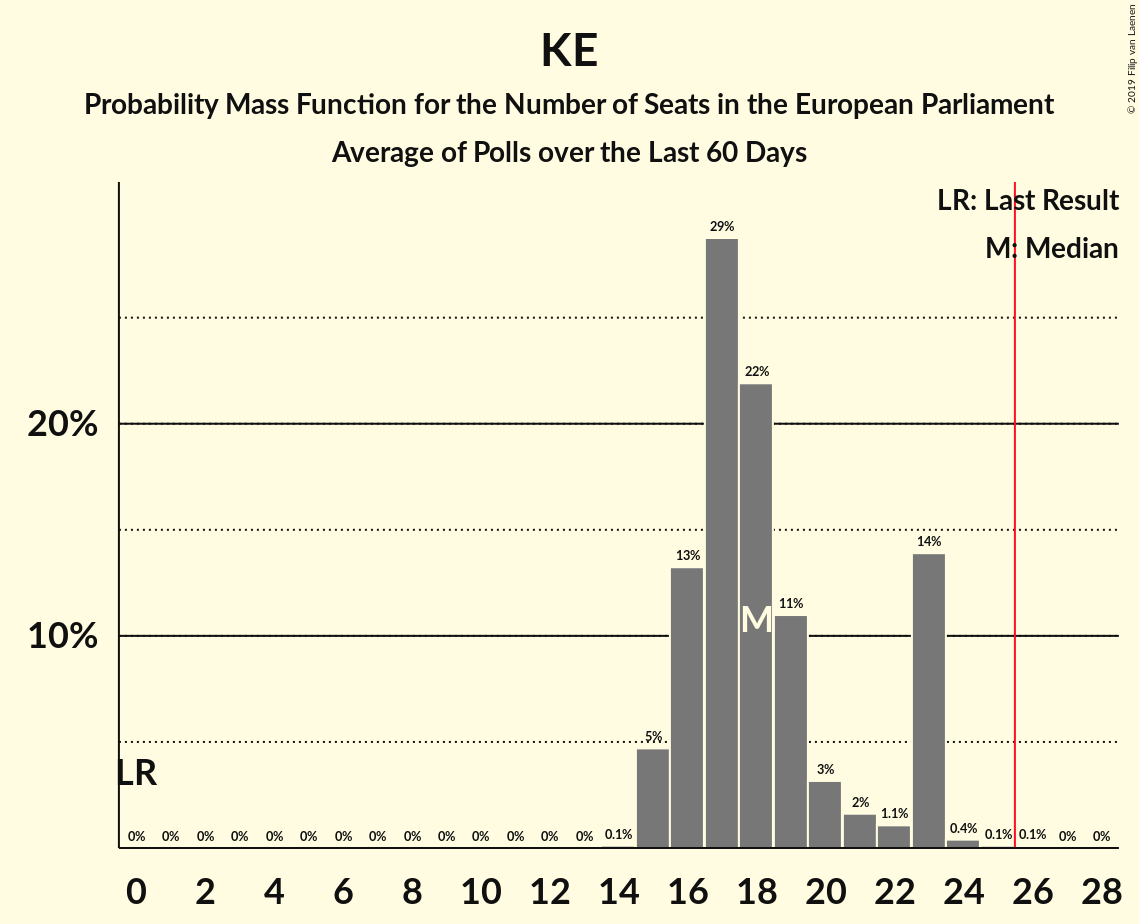 KE
Probability Mass Function for the Number of Seats in the European Parliament
Average of Polls over the Last 60 Days
© 2019 Filip van Laenen
LR: Last Result
M: Median
20%
10%
0% 0% 0% 0% 0% 0% 0% 0% 0% 0% 0% 0% 0% 0% 0.1% 5% 13% 29% 22% 11% 3% 2% 1.1% 14% 0.4% 0.1% 0.1% 0% 0%
M
LR
0 2 4 6 8 10 12 14 16 18 20 22 24 26 28